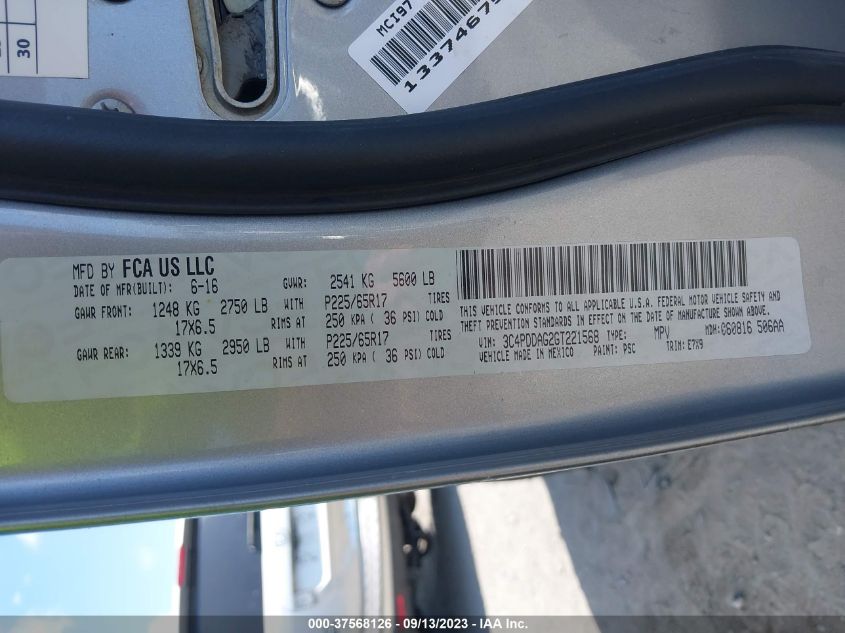 30
MCI97
MFD BY FCA US LLC
DATE OF MFR(BUILT): 6-16 GVWR: 2541 KG 5600 LB
GAWR FRONT: 1248 KG 2750 LB WITH P225/65R17 TIRES
17X6.5 RIMS AT 250 KPA ( 36 PSI) COLD
GAWR REAR: 1339 KG 2950 LB WITH P225/65R17 TIRES
17X6.5 RIMS AT 250 KPA ( 36 PSI) COLD
THIS VEHICLE CONFORMS TO ALL APPLICABLE U.S.A. FEDERAL MOTOR VEHICLE SAFETY AND
THEFT PREVENTION STANDARDS IN EFFECT ON THE DATE OF MANUFACTURE SHOWN ABOVE.
VIN: 3C4PDDAG2GT221568 TYPE: MPV MDH: 060816 506AA
VEHICLE MADE IN MEXICO PAINT: PSC TRIM: E7X9
000-37568126 - 09/13/2023 - IAA Inc.